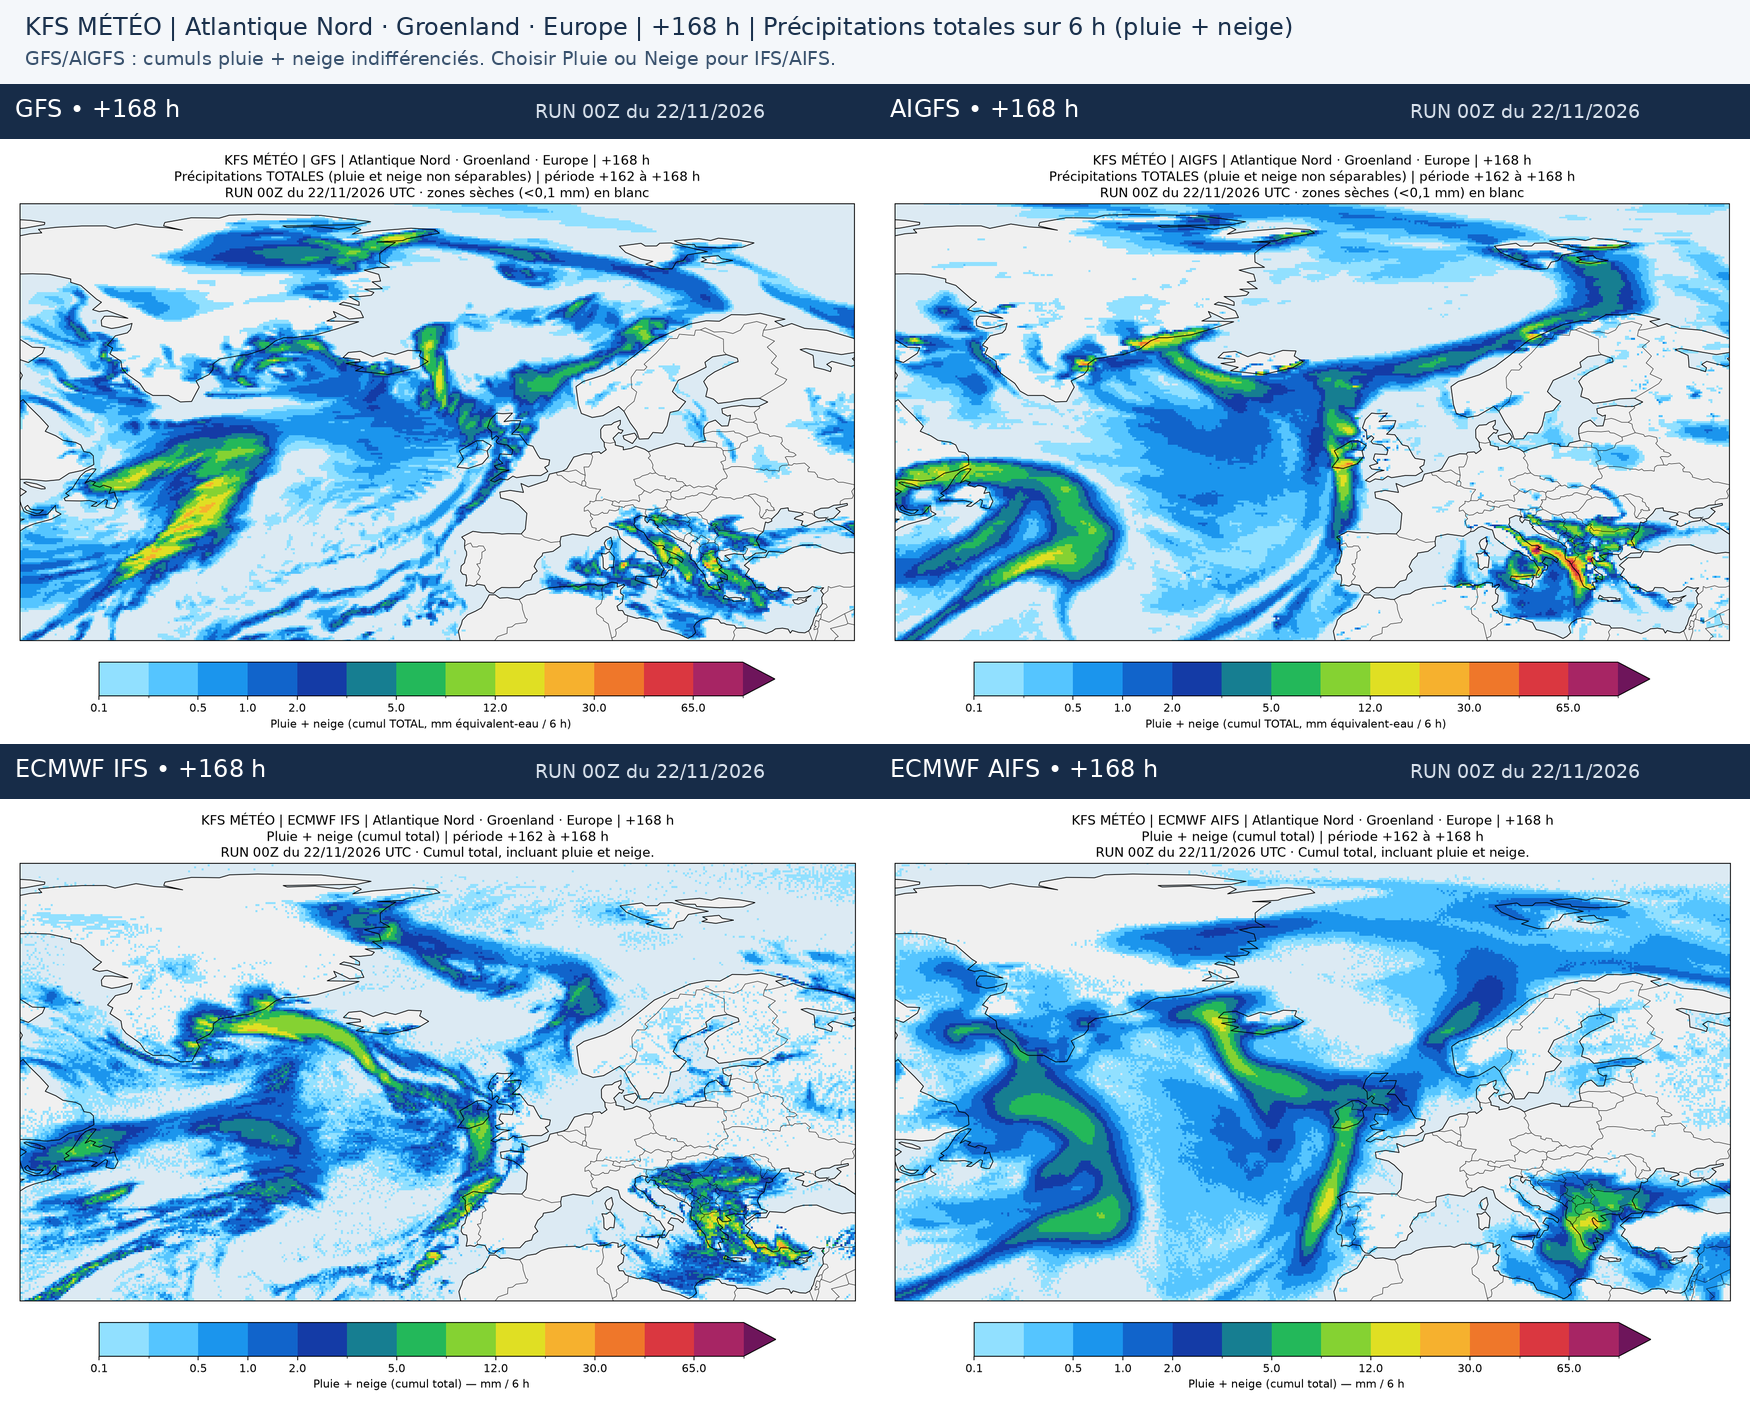 KFS MÉTÉO | Atlantique Nord · Groenland · Europe | +168 h | Précipitations totales sur 6 h (pluie + neige)
GFS/AIGFS : cumuls pluie + neige indifférenciés. Choisir Pluie ou Neige pour IFS/AIFS.
GFS • +168 h
RUN 00Z du 22/11/2026
AIGFS • +168 h
RUN 00Z du 22/11/2026
KFS MÉTÉO | GFS | Atlantique Nord · Groenland · Europe | +168 h
Précipitations TOTALES (pluie et neige non séparables) | période +162 à +168 h
RUN 00Z du 22/11/2026 UTC · zones sèches (<0,1 mm) en blanc
KFS MÉTÉO | AIGFS | Atlantique Nord · Groenland · Europe | +168 h
Précipitations TOTALES (pluie et neige non séparables) | période +162 à +168 h
RUN 00Z du 22/11/2026 UTC · zones sèches (<0,1 mm) en blanc
0.1 0.5 1.0 2.0 5.0 12.0 30.0 65.0
Pluie + neige (cumul TOTAL, mm équivalent-eau / 6 h)
0.1 0.5 1.0 2.0 5.0 12.0 30.0 65.0
Pluie + neige (cumul TOTAL, mm équivalent-eau / 6 h)
ECMWF IFS • +168 h
RUN 00Z du 22/11/2026
ECMWF AIFS • +168 h
RUN 00Z du 22/11/2026
KFS MÉTÉO | ECMWF IFS | Atlantique Nord · Groenland · Europe | +168 h
Pluie + neige (cumul total) | période +162 à +168 h
RUN 00Z du 22/11/2026 UTC · Cumul total, incluant pluie et neige.
KFS MÉTÉO | ECMWF AIFS | Atlantique Nord · Groenland · Europe | +168 h
Pluie + neige (cumul total) | période +162 à +168 h
RUN 00Z du 22/11/2026 UTC · Cumul total, incluant pluie et neige.
0.1 0.5 1.0 2.0 5.0 12.0 30.0 65.0
Pluie + neige (cumul total) — mm / 6 h
0.1 0.5 1.0 2.0 5.0 12.0 30.0 65.0
Pluie + neige (cumul total) — mm / 6 h